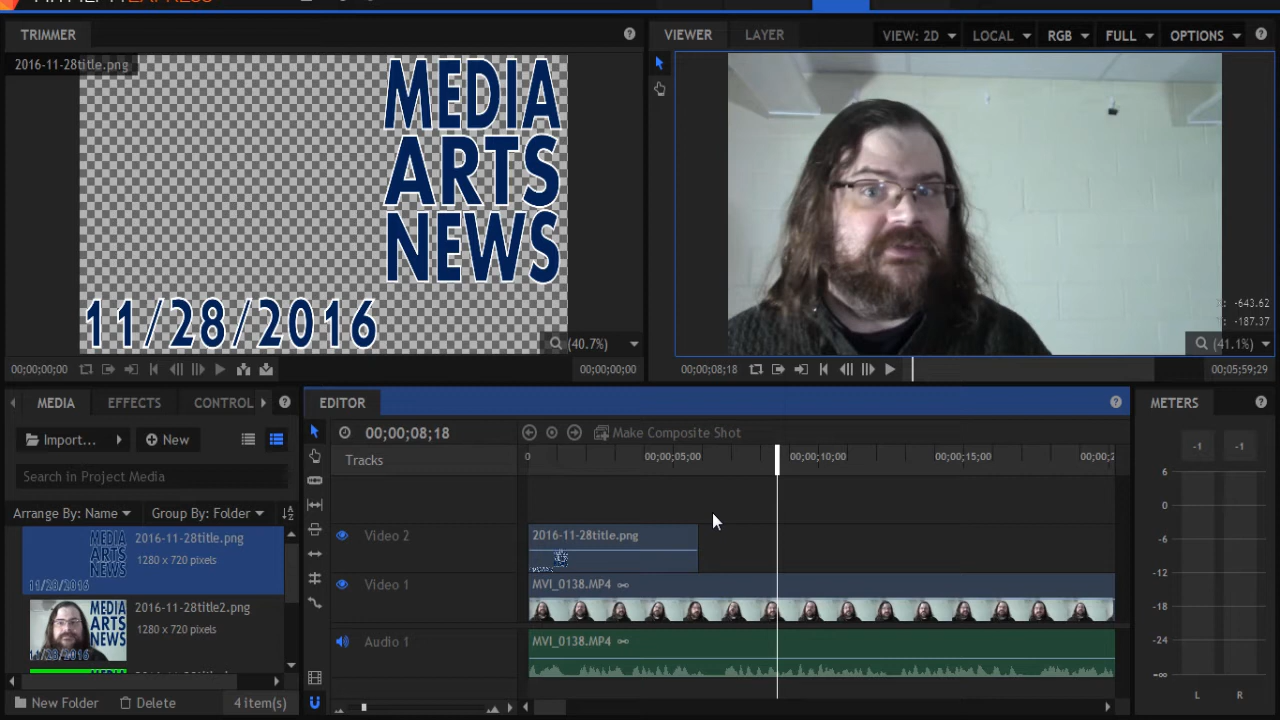 TRIMMER
2016-11-28title.png
MEDIA
ARTS
NEWS
11/28/2016
(40.7%)
00;00;00;00
00;00;00;00
VIEWER
LAYER
VIEW: 2D
LOCAL
RGB
FULL
OPTIONS
-643.62
-187.37
(41.1%)
00;00;08;18
00;05;59;29
MEDIA
EFFECTS
CONTROL
Import...
New
Search in Project Media
Arrange By: Name
Group By: Folder
2016-11-28title.png
1280 x 720 pixels
2016-11-28title2.png
1280 x 720 pixels
New Folder
Delete
4 item(s)
EDITOR
00;00;08;18
Make Composite Shot
Tracks
0
00;00;05;00
00;00;10;00
00;00;15;00
00;00;2
Video 2
2016-11-28title.png
Video 1
MVI_0138.MP4
Audio 1
MVI_0138.MP4
METERS
-1
-1
6
0
-6
-12
-18
-24
-∞
L
R